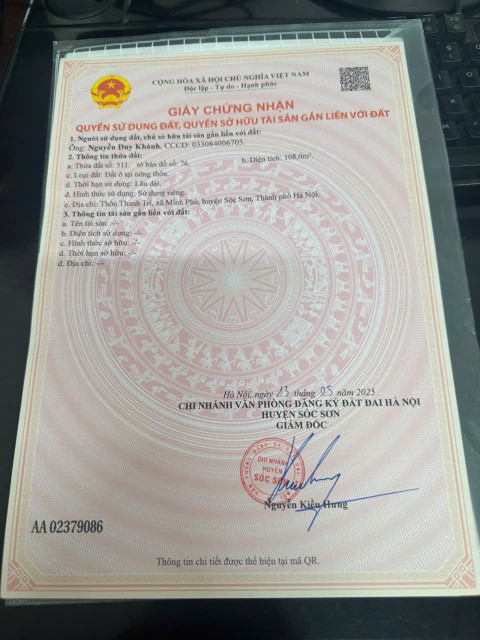 CỘNG HÒA XÃ HỘI CHỦ NGHĨA VIỆT NAM
Độc lập - Tự do - Hạnh phúc
GIẤY CHỨNG NHẬN
QUYỀN SỬ DỤNG ĐẤT, QUYỀN SỞ HỮU TÀI SẢN GẮN LIỀN VỚI ĐẤT
1. Người sử dụng đất, chủ sở hữu tài sản gắn liền với đất:
Ông: Nguyễn Duy Khánh, CCCD: 033084006705.
2. Thông tin thửa đất:
a. Thửa đất số: 511. tờ bản đồ số: 76. b. Diện tích: 108,0m².
c. Loại đất: Đất ở tại nông thôn.
d. Thời hạn sử dụng: Lâu dài.
đ. Hình thức sử dụng: Sử dụng riêng.
e. Địa chỉ: Thôn Thanh Trí, xã Minh Phú, huyện Sóc Sơn, Thành phố Hà Nội.
3. Thông tin tài sản gắn liền với đất:
a. Tên tài sản: -/-
b. Diện tích sử dụng: -/-
c. Hình thức sở hữu: -/-
d. Thời hạn sở hữu: -/-
đ. Địa chỉ: -/-
Hà Nội, ngày 13 tháng 05 năm 2025
CHI NHÁNH VĂN PHÒNG ĐĂNG KÝ ĐẤT ĐAI HÀ NỘI
HUYỆN SÓC SƠN
GIÁM ĐỐC
CHI NHÁNH
HUYỆN
SÓC SƠN
Nguyễn Kiều Hưng
AA 02379086
Thông tin chi tiết được thể hiện tại mã QR.